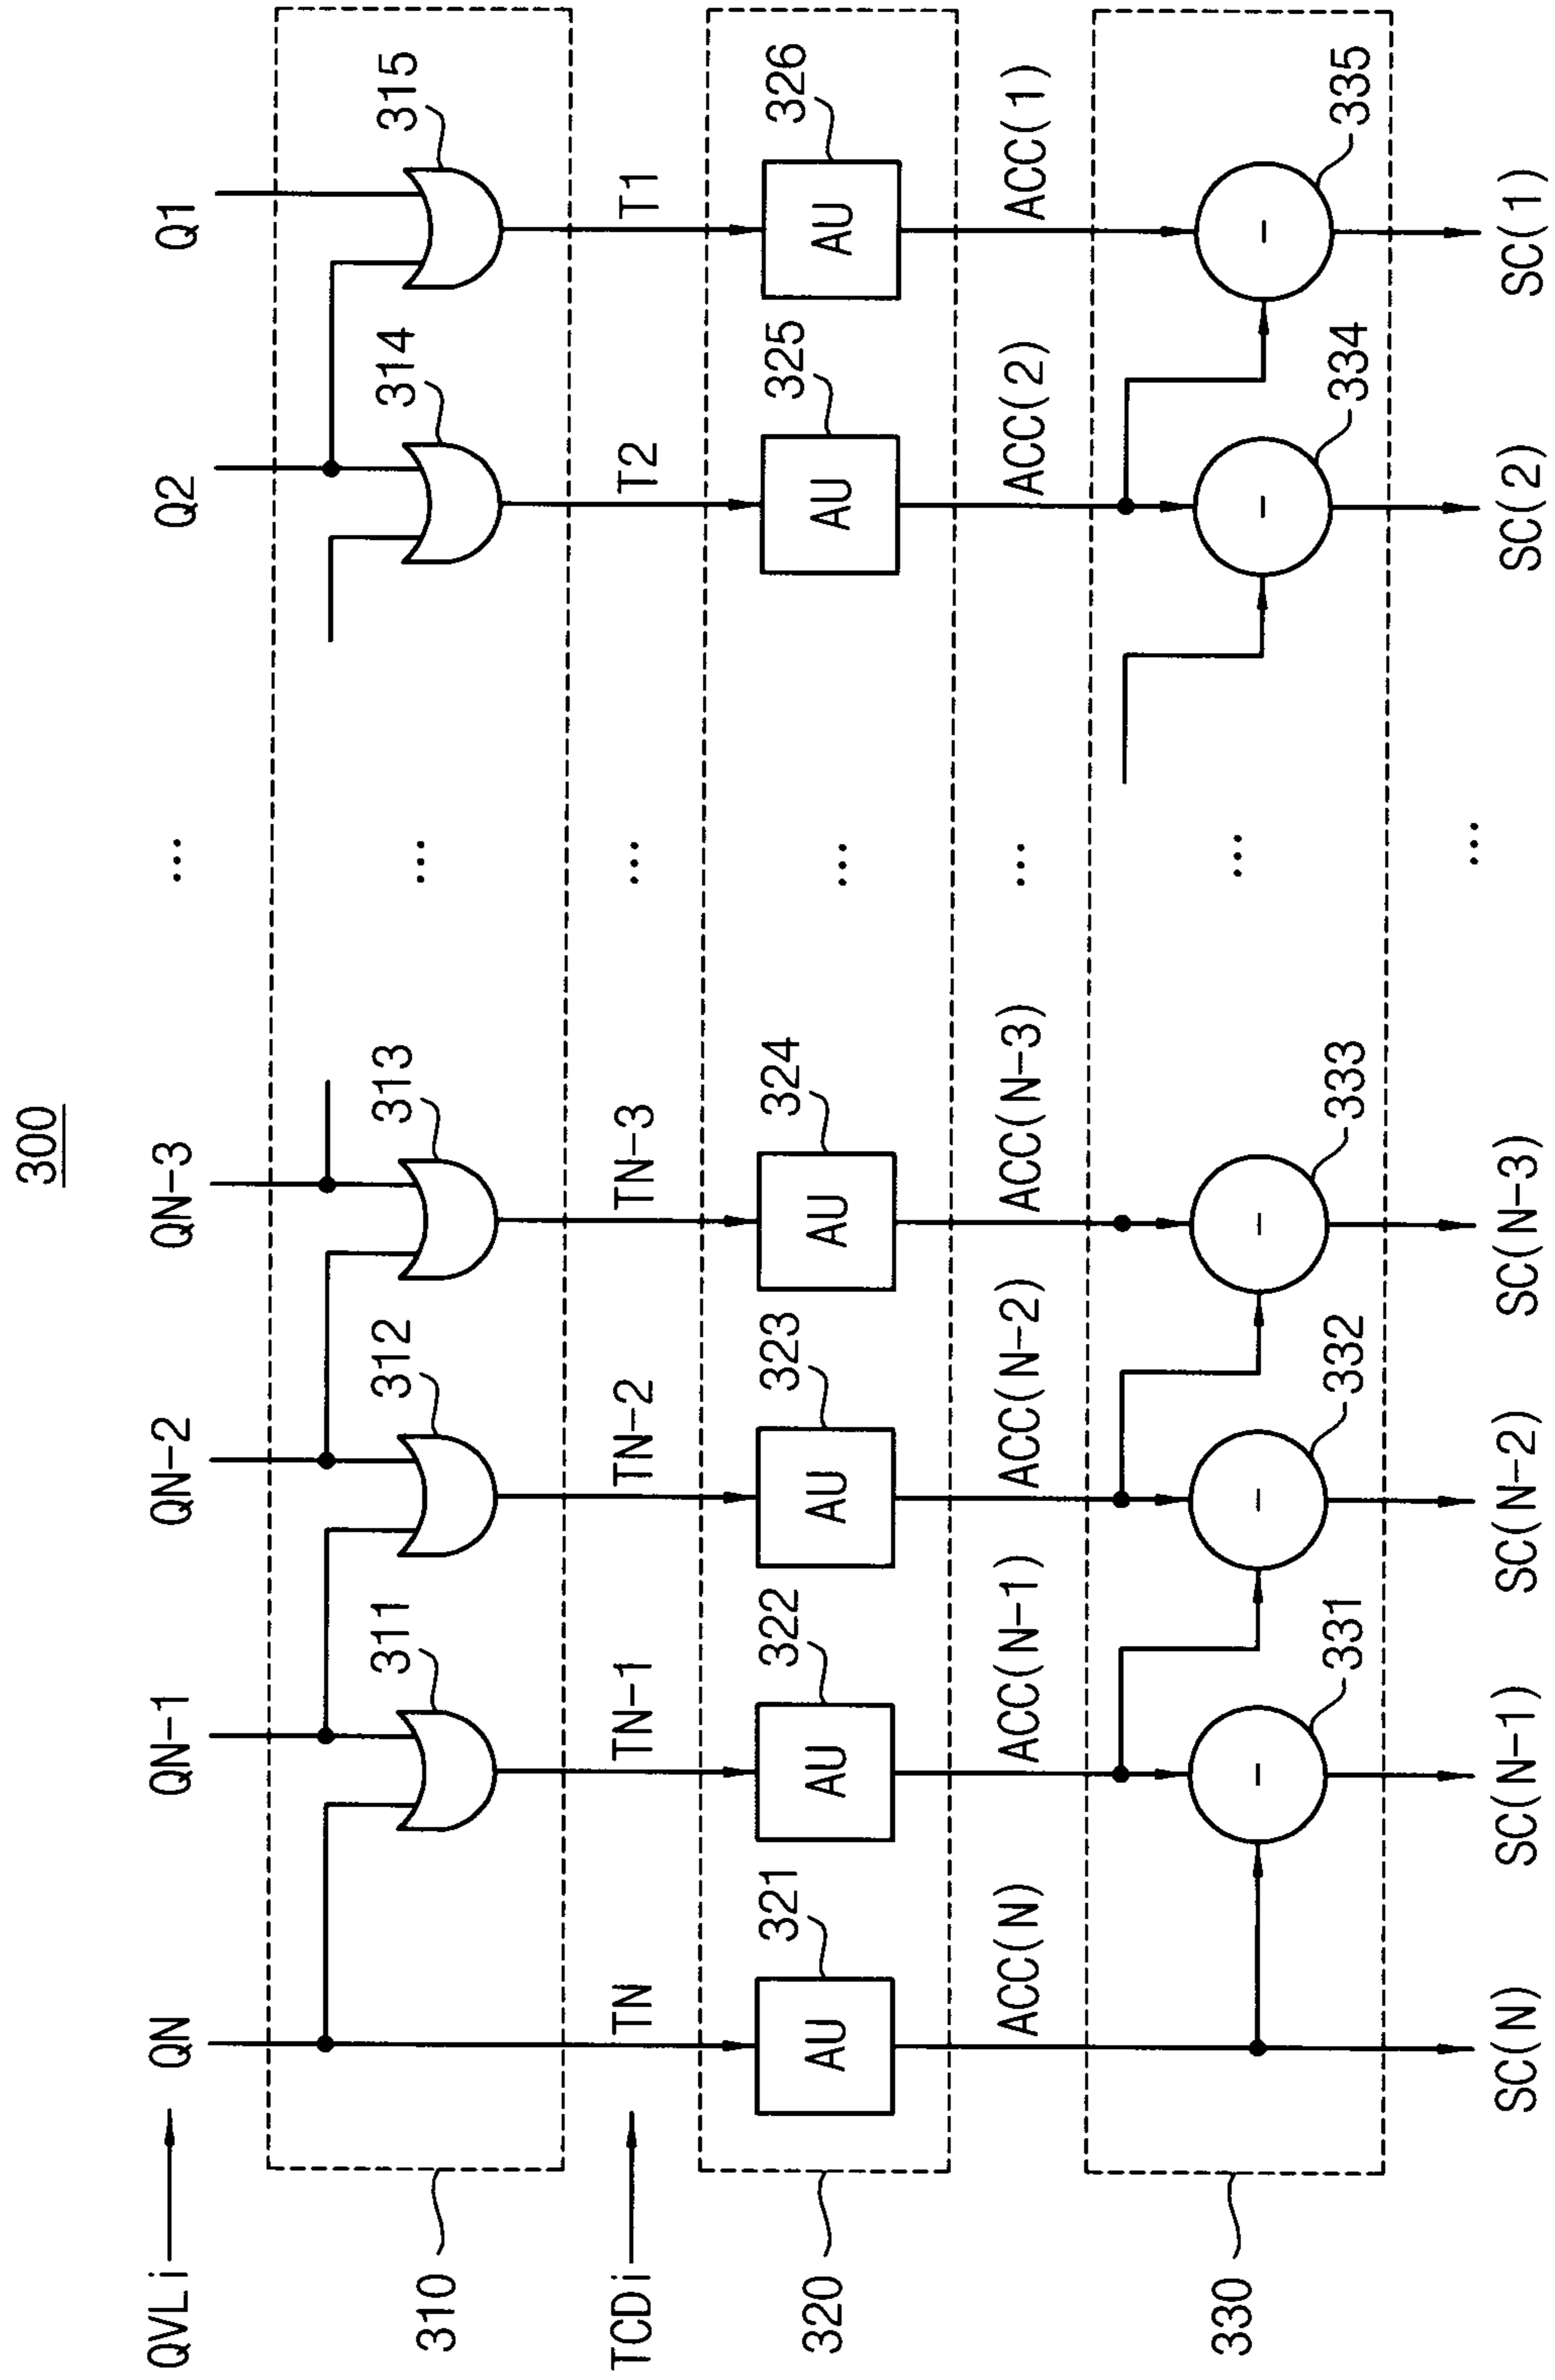 300
QVLi QN QN-1 QN-2 QN-3 ... Q2 Q1
310 311 312 313 ... 314 315
TCDi TN TN-1 TN-2 TN-3 ... T2 T1
321 322 323 324 325 326
320 AU AU AU AU ... AU AU
ACC(N) ACC(N-1) ACC(N-2) ACC(N-3) ... ACC(2) ACC(1)
330 - - - ... - -
331 332 333 334 335
SC(N) SC(N-1) SC(N-2) SC(N-3) ... SC(2) SC(1)